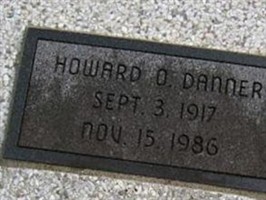 HOWARD O. DANNER
SEPT. 3. 1917
NOV. 15. 1986